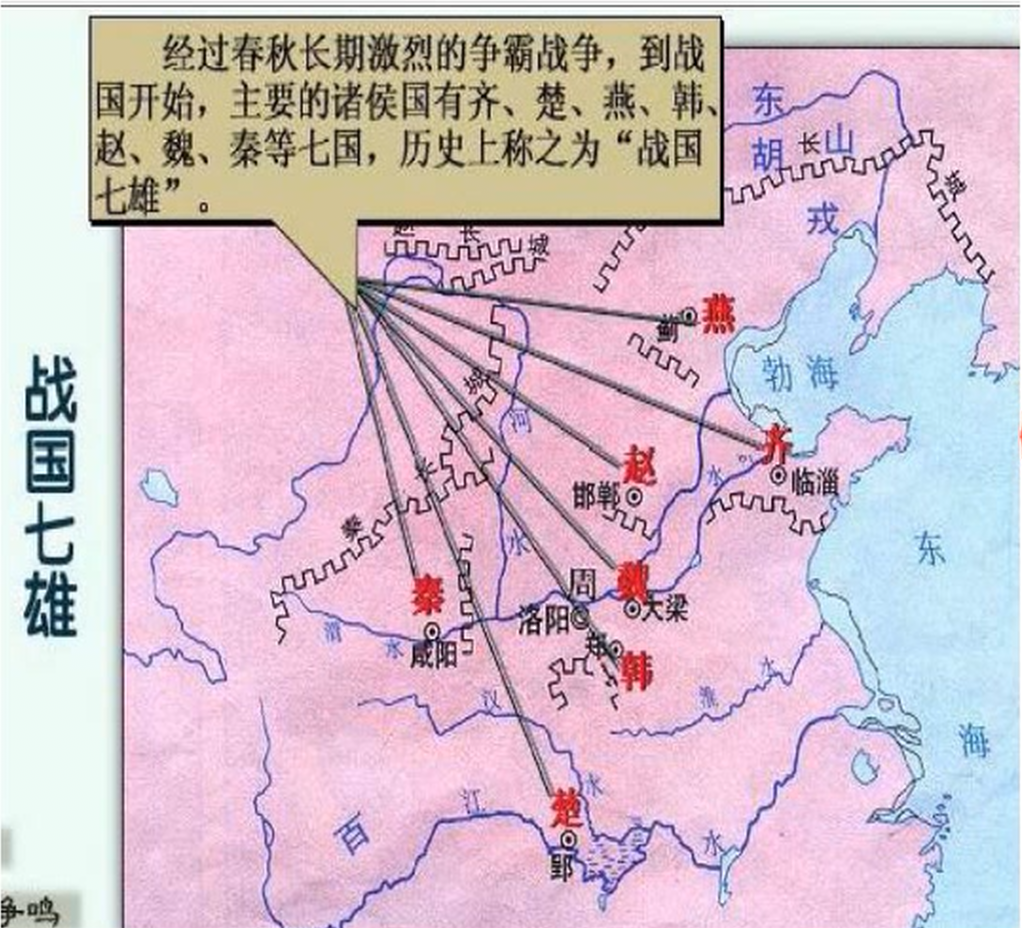 经过春秋长期激烈的争霸战争，到战
国开始，主要的诸侯国有齐、楚、燕、韩、
赵、魏、秦等七国，历史上称之为“战国
七雄”。
战国七雄
东
胡
长
山
戎
城
赵
长
城
蓟
燕
勃海
城
河
长
赵
邯郸
齐
临淄
水
秦
东
水
魏
大梁
周
洛阳
秦
咸阳
渭
水
郑
韩
淮
水
汉
水
海
江
楚
郢
百
水
争鸣